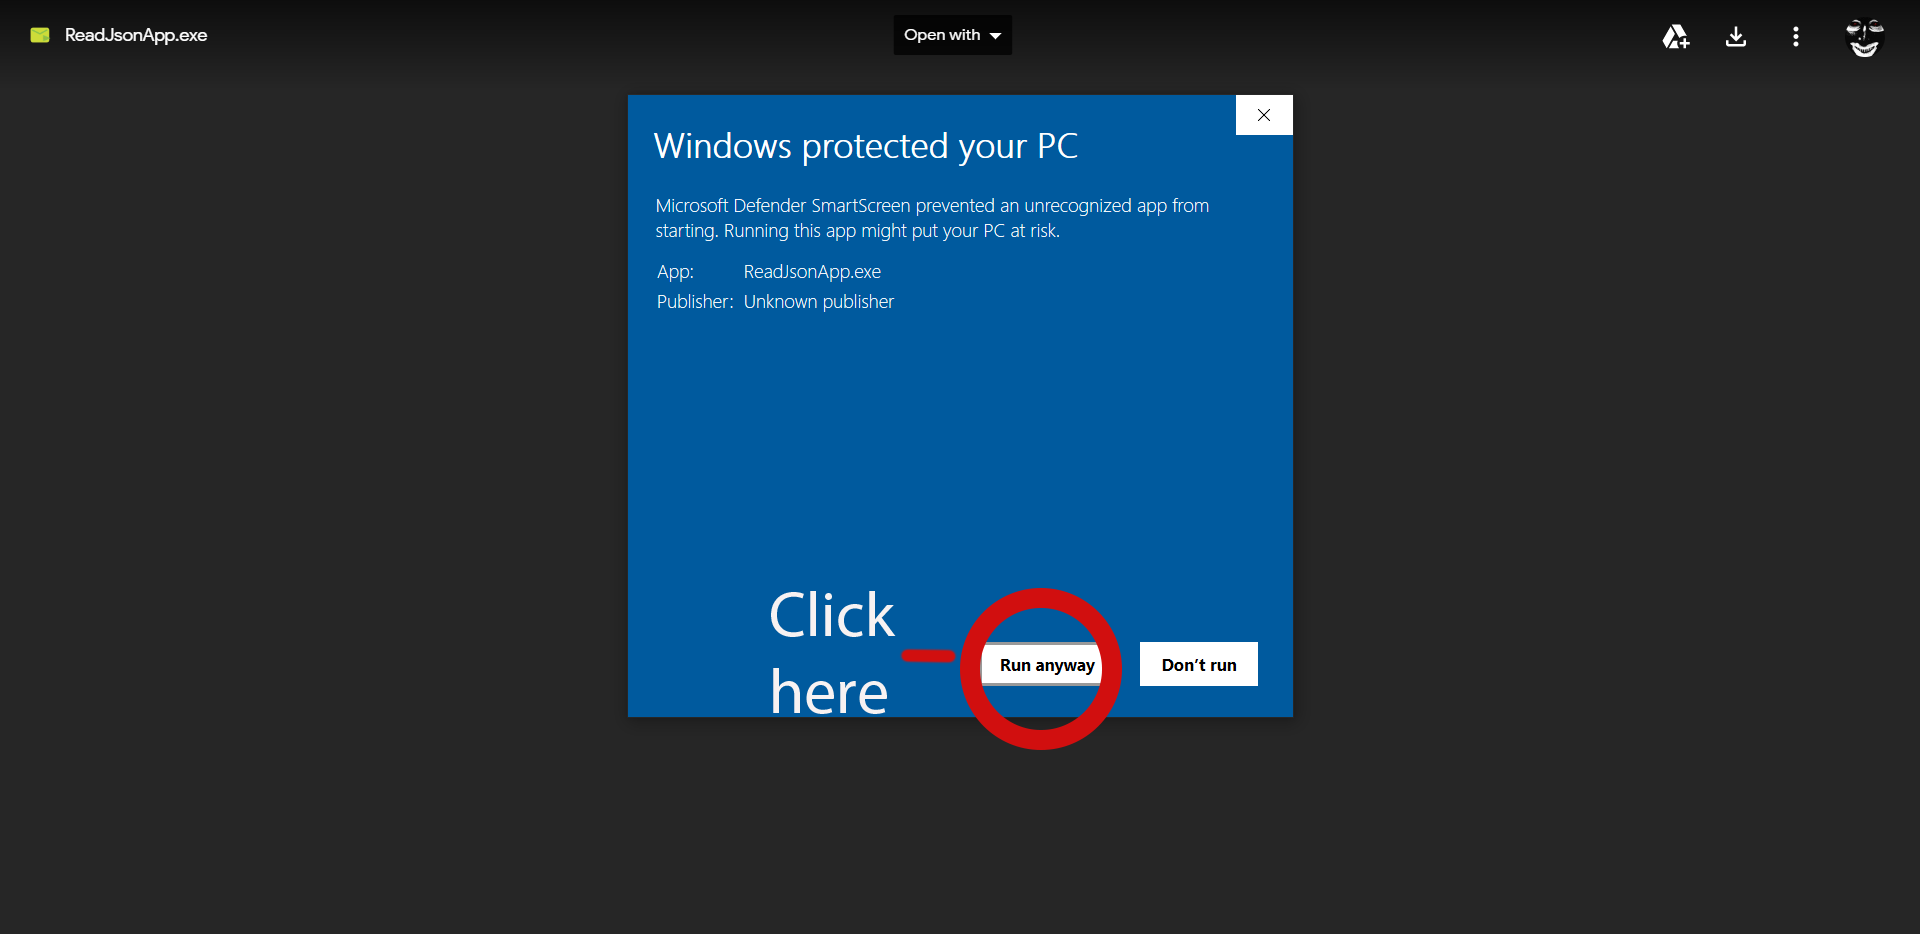 ReadJsonApp.exe
Open with
Windows protected your PC
Microsoft Defender SmartScreen prevented an unrecognized app from
starting. Running this app might put your PC at risk.
App: ReadJsonApp.exe
Publisher: Unknown publisher
Click
here
Run anyway
Don’t run